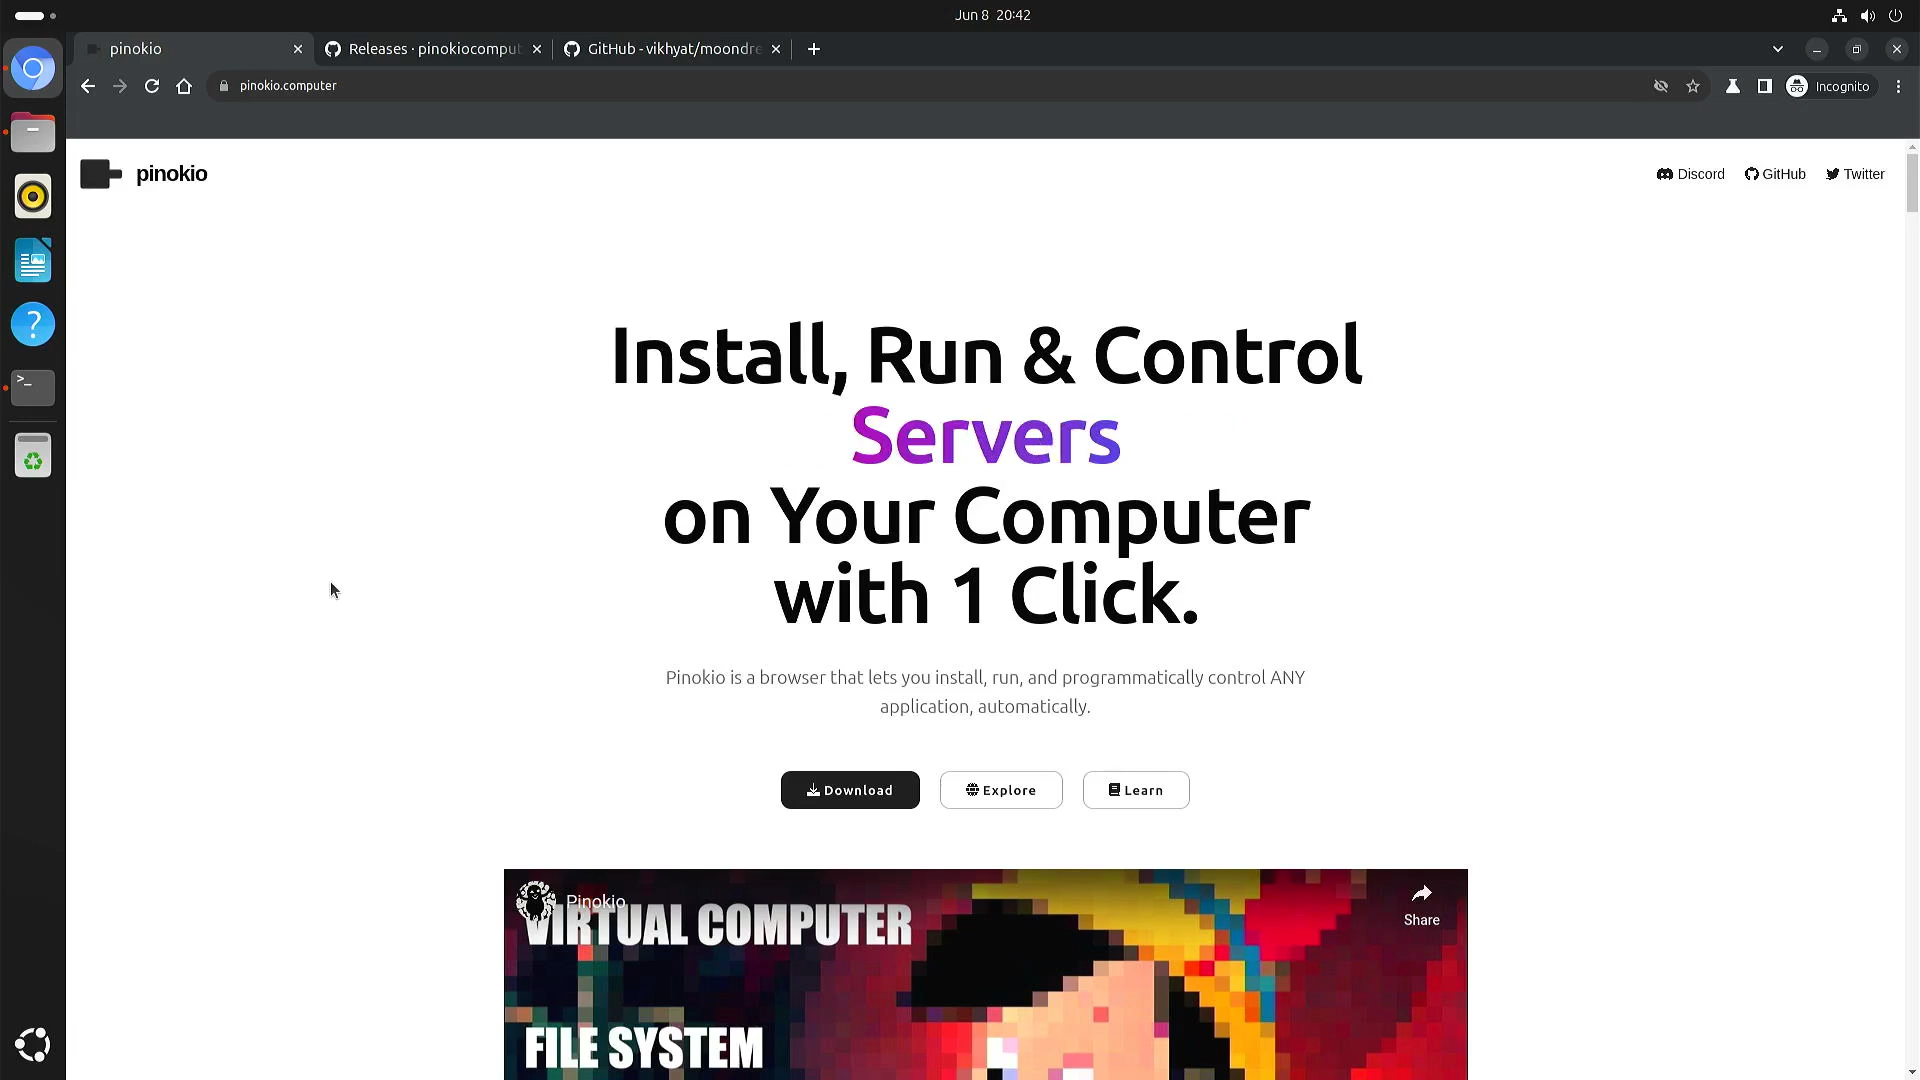 Jun 8 20:42
pinokio
Releases · pinokiocomput
GitHub - vikhyat/moondre
pinokio.computer
Incognito
pinokio
Discord
GitHub
Twitter
Install, Run & Control
Servers
on Your Computer
with 1 Click.
Pinokio is a browser that lets you install, run, and programmatically control ANY
application, automatically.
Download
Explore
Learn
Pinokio
VIRTUAL COMPUTER
Share
FILE SYSTEM